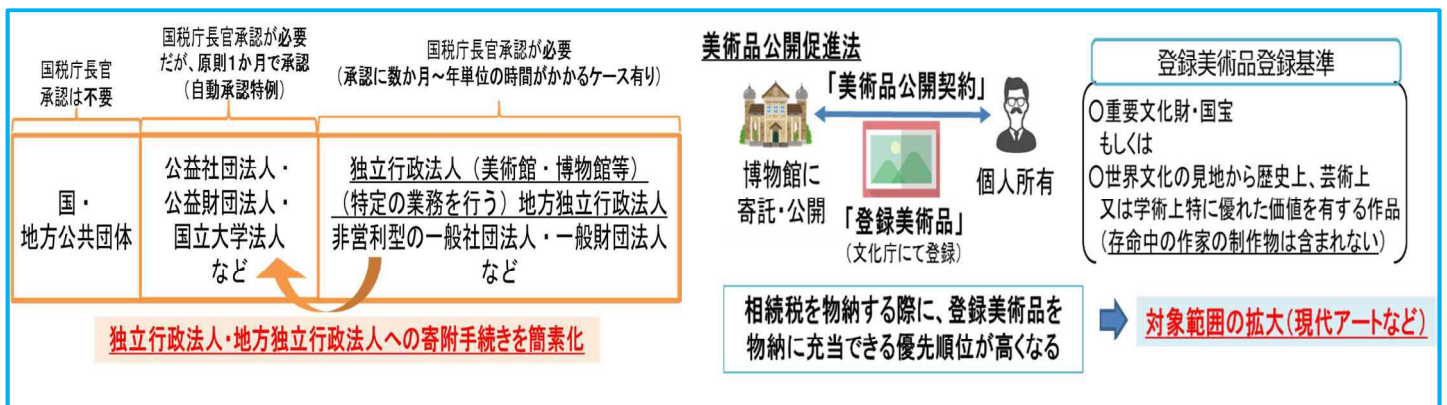 国税庁長官
承認は不要
国税庁長官承認が必要
だが、原則1か月で承認
(自動承認特例)
国税庁長官承認が必要
(承認に数か月～年単位の時間がかかるケース有り)
国・
地方公共団体
公益社団法人・
公益財団法人・
国立大学法人
など
独立行政法人(美術館・博物館等)
(特定の業務を行う)地方独立行政法人
非営利型の一般社団法人・一般財団法人
など
独立行政法人・地方独立行政法人への寄附手続きを簡素化
美術品公開促進法
「美術品公開契約」
博物館に
寄託・公開
個人所有
「登録美術品」
(文化庁にて登録)
登録美術品登録基準
○重要文化財・国宝
もしくは
○世界文化の見地から歴史上、芸術上
又は学術上特に優れた価値を有する作品
(存命中の作家の制作物は含まれない)
相続税を物納する際に、登録美術品を
物納に充当できる優先順位が高くなる
対象範囲の拡大(現代アートなど)